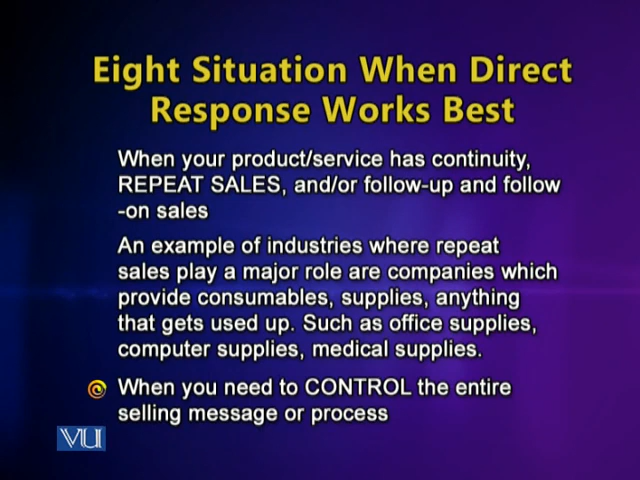 Eight Situation When Direct
Response Works Best
When your product/service has continuity,
REPEAT SALES, and/or follow-up and follow
-on sales
An example of industries where repeat
sales play a major role are companies which
provide consumables, supplies, anything
that gets used up. Such as office supplies,
computer supplies, medical supplies.
When you need to CONTROL the entire
selling message or process
VU